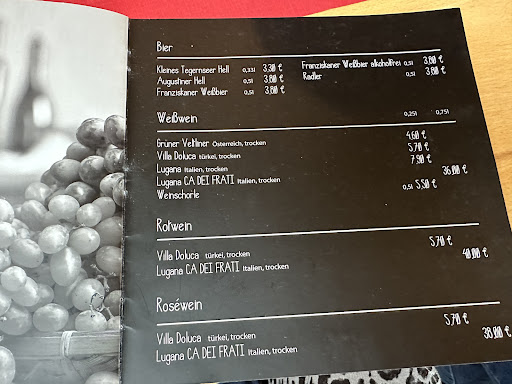 Bier
Kleines Tegernseer Hell 0,33l 3,30 €
Augustiner Hell 0,5l 3,80 €
Franziskaner Weißbier 0,5l 3,80 €
Franziskaner Weißbier alkoholfrei 0,5l 3,80 €
Radler 0,5l 3,80 €
Weißwein 0,25l 0,75l
Grüner Veltliner Österreich, trocken 4,60 €
Villa Doluca türkei, trocken 5,70 €
Lugana Italien, trocken 7,90 €
Lugana CA DEI FRATI Italien, trocken 36,00 €
Weinschorle 0,5l 5,50 €
Rotwein
Villa Doluca türkei, trocken 5,70 €
Lugana CA DEI FRATI Italien, trocken 40,00 €
Roséwein
Villa Doluca türkei, trocken 5,70 €
Lugana CA DEI FRATI Italien, trocken 38,00 €